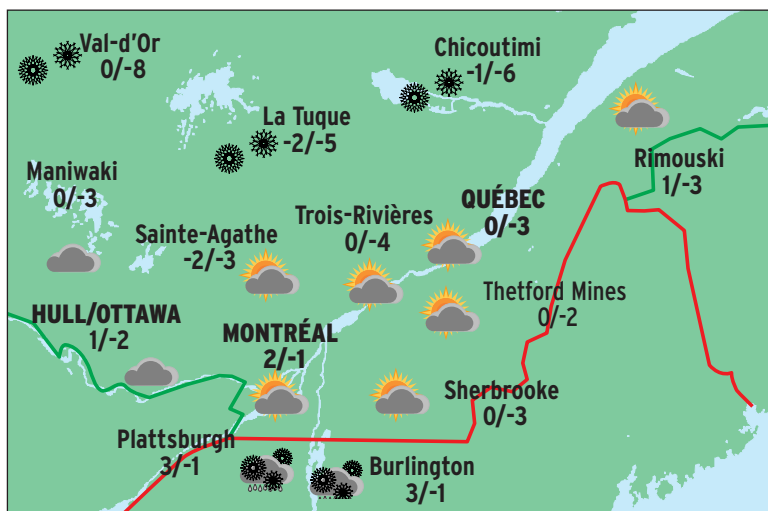 Val-d'Or
0/-8
Chicoutimi
-1/-6
La Tuque
-2/-5
Maniwaki
0/-3
Rimouski
1/-3
QUÉBEC
0/-3
Trois-Rivières
0/-4
Sainte-Agathe
-2/-3
Thetford Mines
0/-2
HULL/OTTAWA
1/-2
MONTRÉAL
2/-1
Sherbrooke
0/-3
Plattsburgh
3/-1
Burlington
3/-1